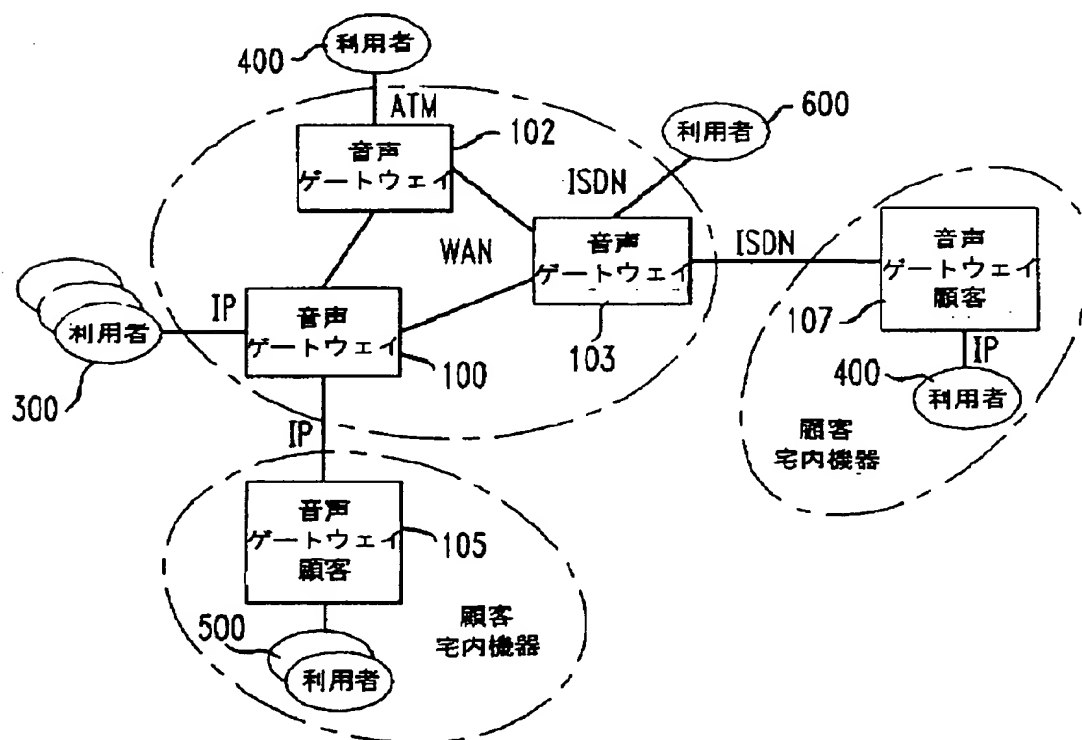 利用者
400
ATM
102
音声
ゲートウェイ
利用者
600
ISDN
WAN
音声
ゲートウェイ
103
ISDN
音声
ゲートウェイ
顧客
107
IP
400
利用者
顧客
宅内機器
利用者
300
IP
音声
ゲートウェイ
100
IP
音声
ゲートウェイ
顧客
105
500
利用者
顧客
宅内機器